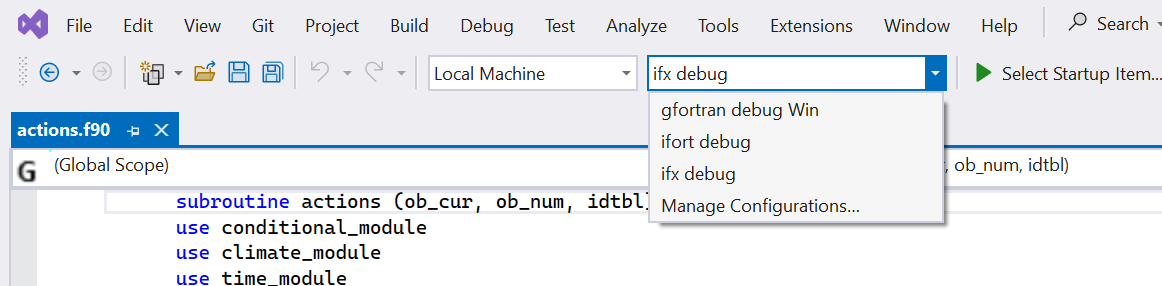 File Edit View Git Project Build Debug Test Analyze Tools Extensions Window Help Search
Local Machine ifx debug Select Startup Item...
gfortran debug Win
actions.f90
ifort debug
(Global Scope) ifx debug , ob_num, idtbl)
G
Manage Configurations...
subroutine actions (ob_cur, ob_num, idtbl
use conditional_module
use climate_module
use time_module